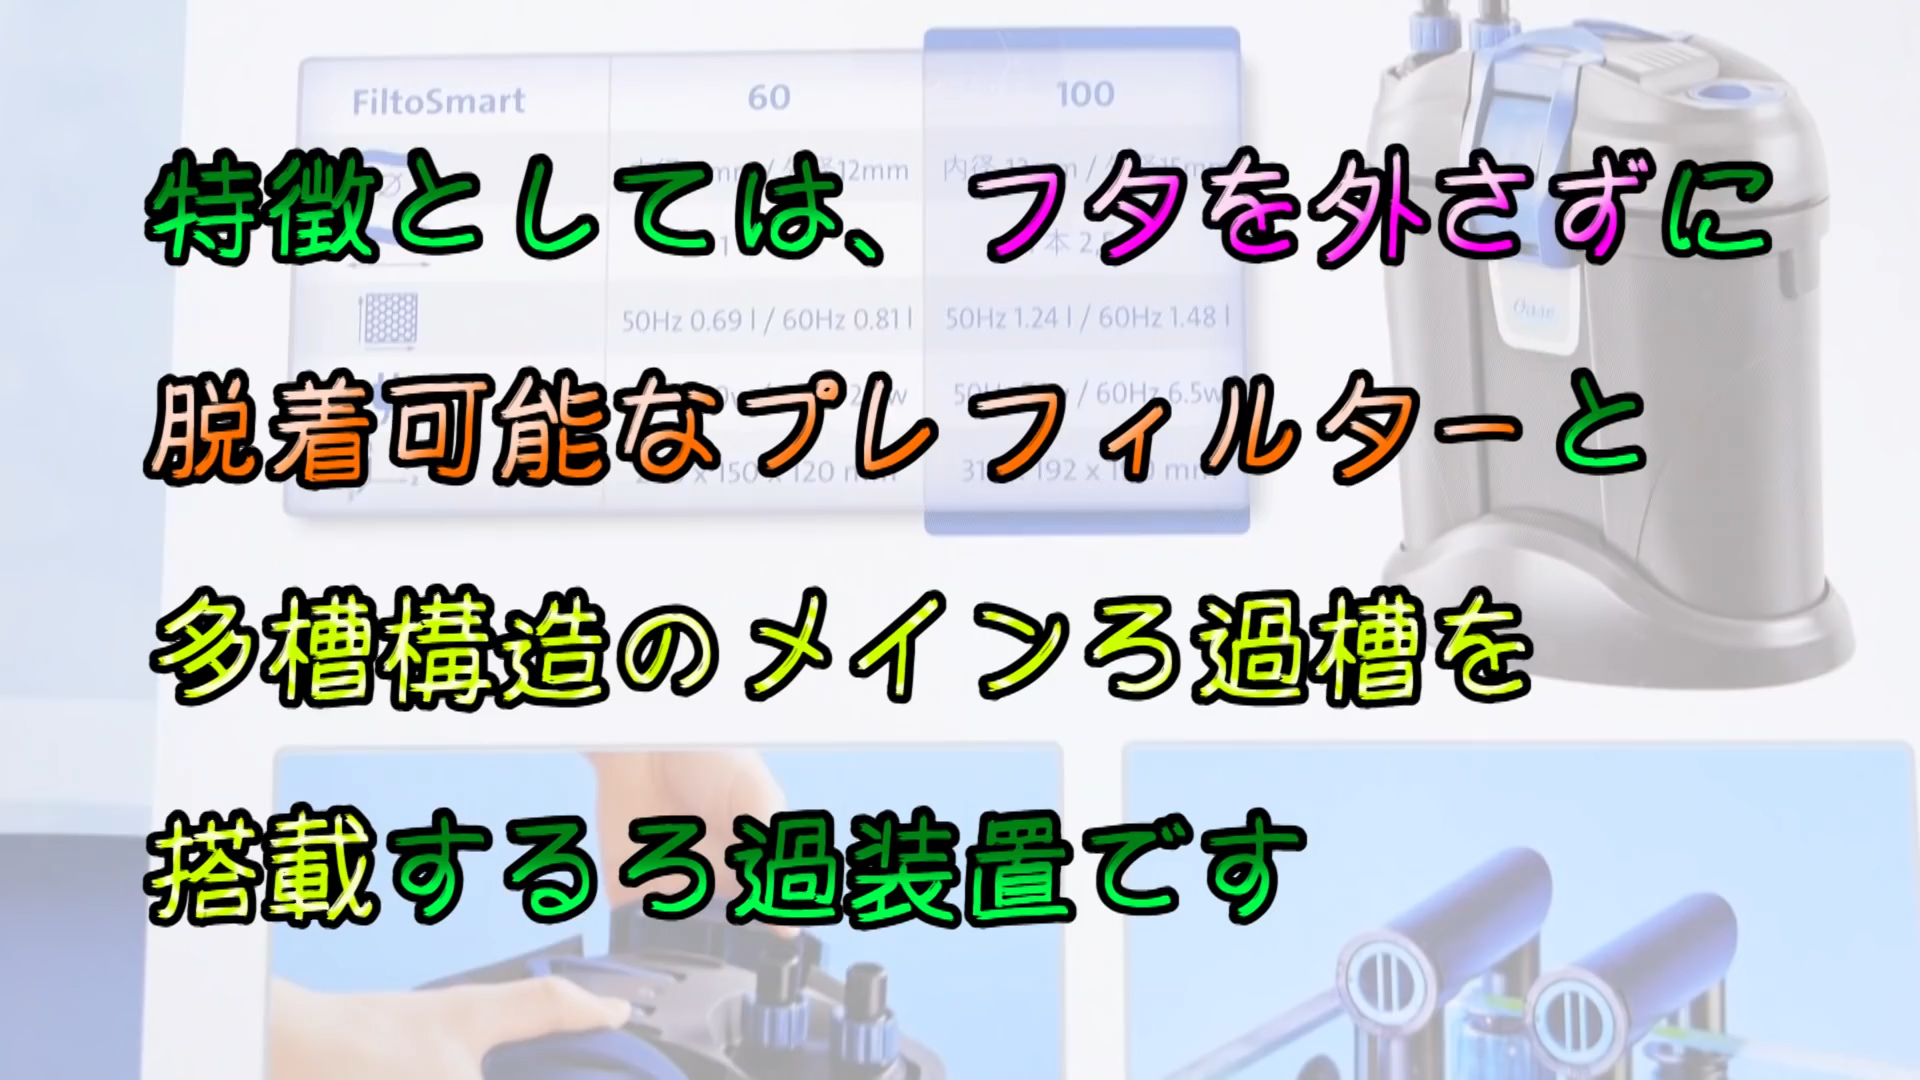 FiltoSmart 60 100
特徴としては、フタを外さずに
50Hz 0.69 l / 60Hz 0.81 l 50Hz 1.24 l / 60Hz 1.48 l
脱着可能なプレフィルターと
多槽構造のメインろ過槽を
搭載するろ過装置です